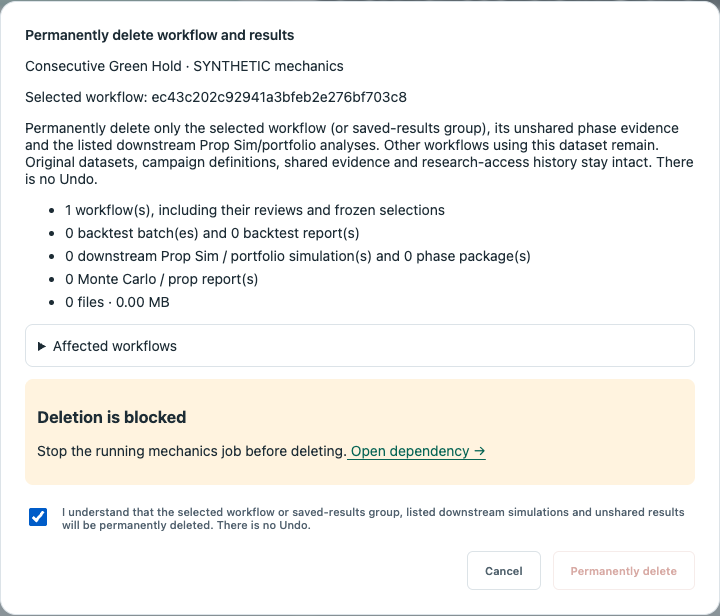 Permanently delete workflow and results
Consecutive Green Hold · SYNTHETIC mechanics
Selected workflow: ec43c202c92941a3bfeb2e276bf703c8
Permanently delete only the selected workflow (or saved-results group), its unshared phase evidence
and the listed downstream Prop Sim/portfolio analyses. Other workflows using this dataset remain.
Original datasets, campaign definitions, shared evidence and research-access history stay intact. There
is no Undo.
• 1 workflow(s), including their reviews and frozen selections
• 0 backtest batch(es) and 0 backtest report(s)
• 0 downstream Prop Sim / portfolio simulation(s) and 0 phase package(s)
• 0 Monte Carlo / prop report(s)
• 0 files · 0.00 MB
▶ Affected workflows
Deletion is blocked
Stop the running mechanics job before deleting. Open dependency →
I understand that the selected workflow or saved-results group, listed downstream simulations and unshared results
will be permanently deleted. There is no Undo.
Cancel
Permanently delete